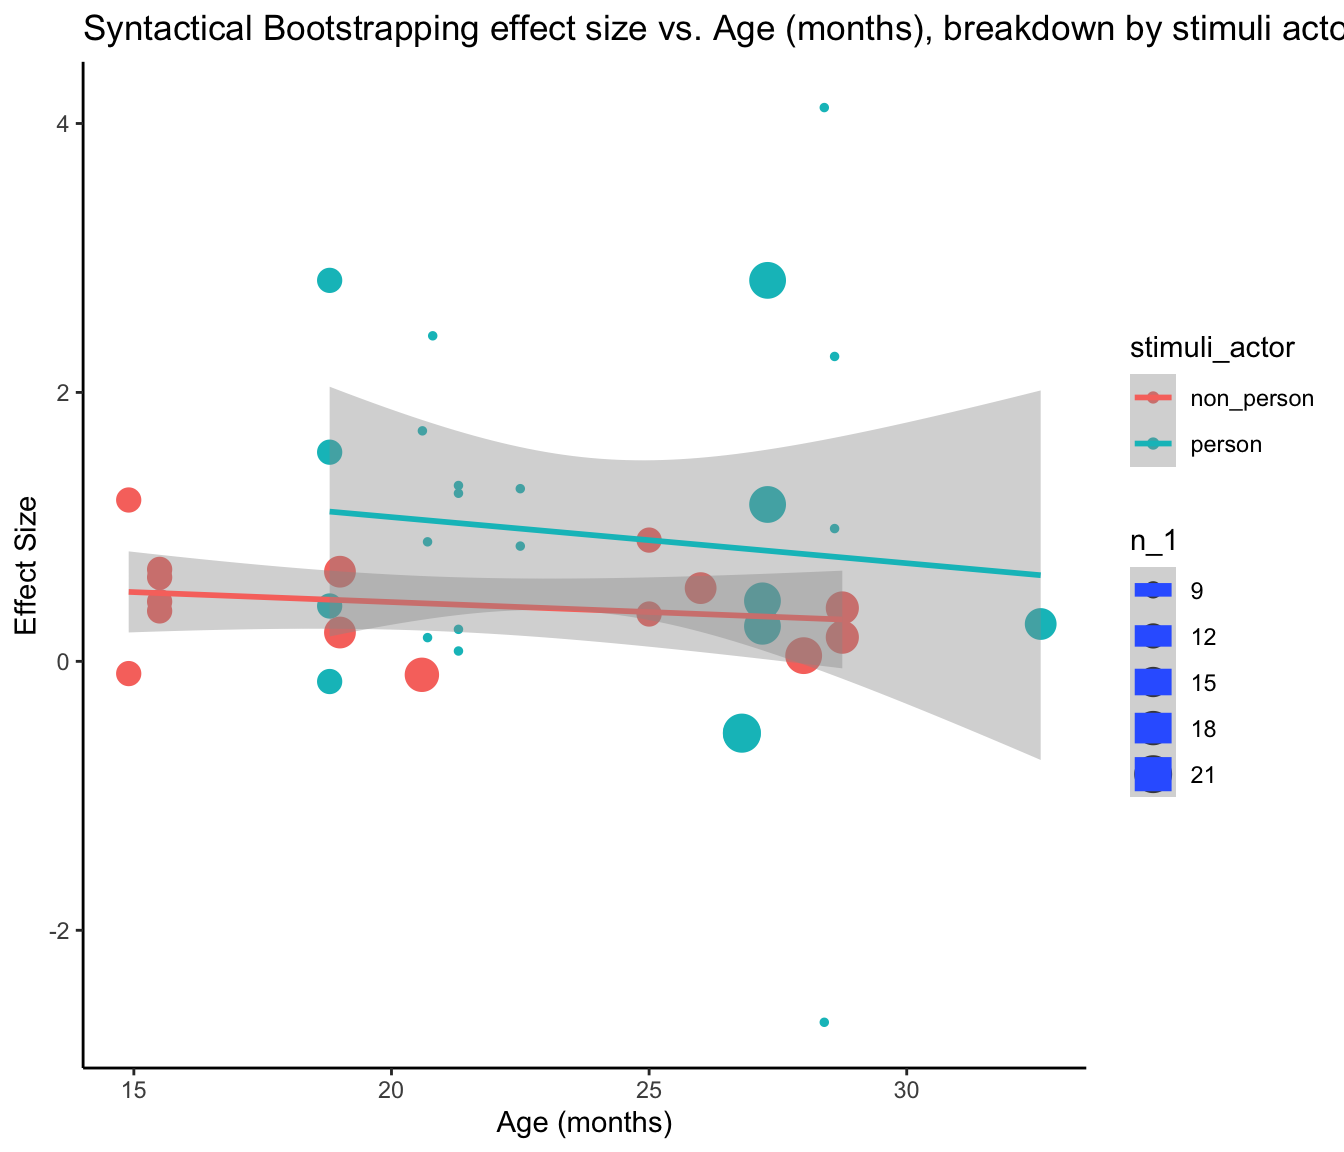 Syntactical Bootstrapping effect size vs. Age (months), breakdown by stimuli acto
4
2
0
-2
Effect Size
15 20 25 30
Age (months)
stimuli_actor
non_person
person
n_1
9
12
15
18
21